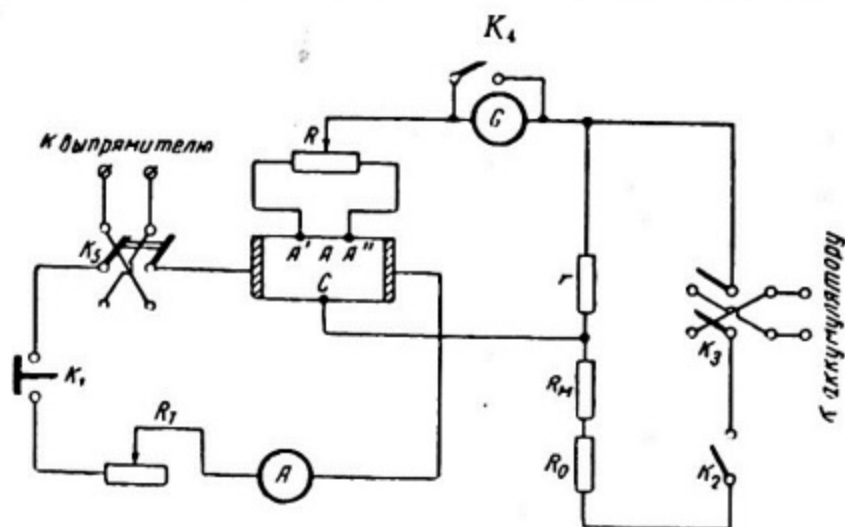 K₄
G
R
К выпрямителю
K₅
A' A A"
C
r
K₃
К аккумулятору
K₁
Rм
R₁
A
R₀
K₂